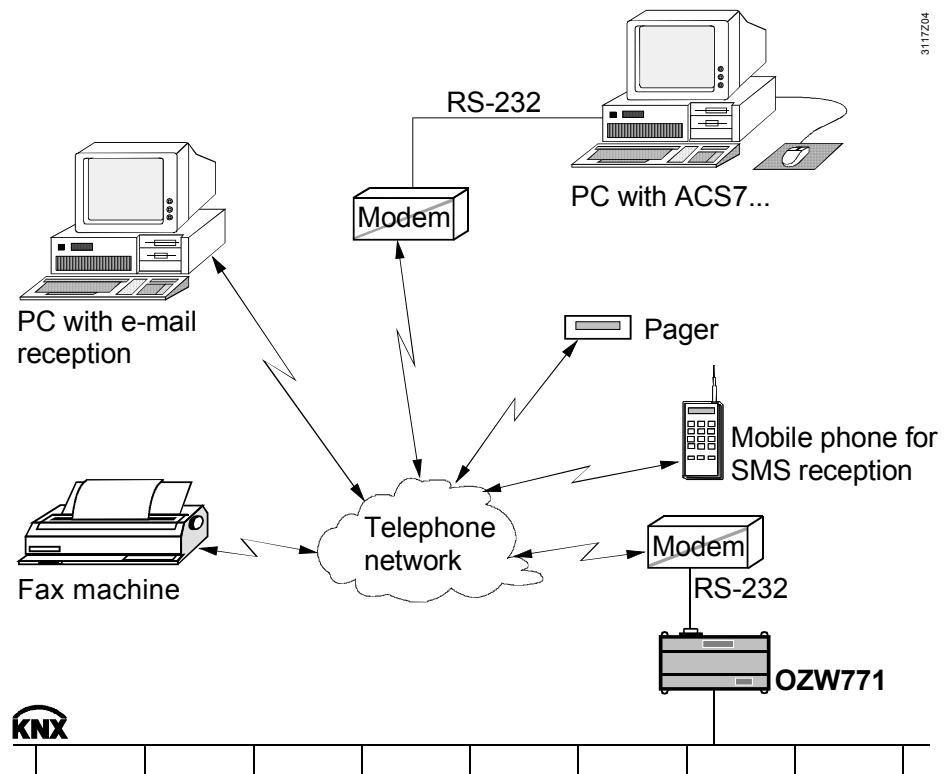 3117Z04
RS-232
PC with ACS7...
Modem
PC with e-mail
reception
Pager
Mobile phone for
SMS reception
Telephone
network
Modem
Fax machine
RS-232
OZW771
KNX